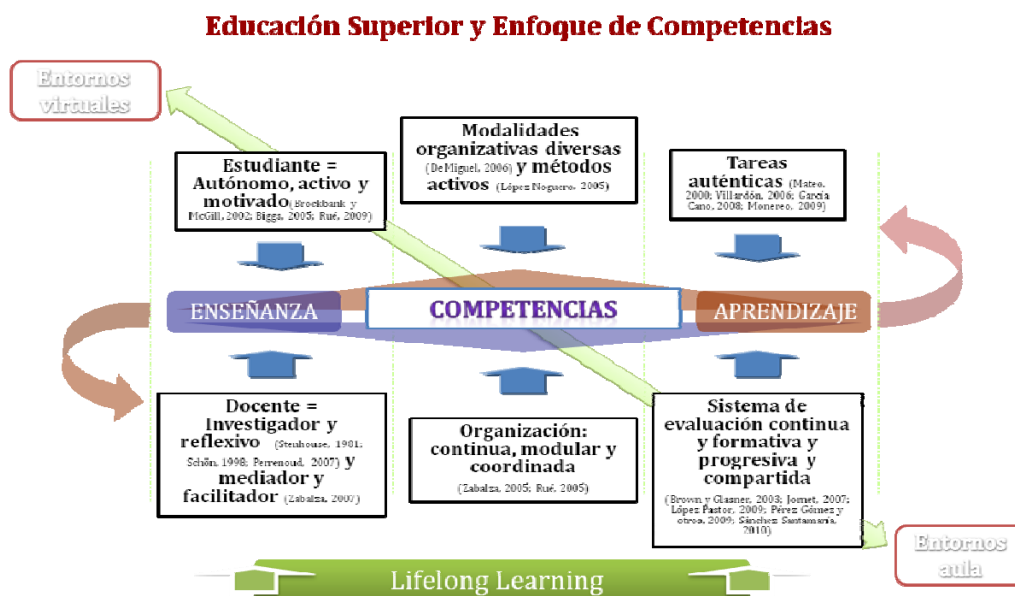 Educación Superior y Enfoque de Competencias
Entornos
virtuales
Estudiante =
Autónomo, activo y
motivado(Brockbank y
McGill, 2002; Biggs, 2005; Rué, 2009)
Modalidades
organizativas diversas
(De Miguel, 2006) y métodos
activos (López Noguero, 2005)
Tareas
auténticas (Mateo,
2000; Villardón, 2006; García
Cano, 2008; Monereo, 2009)
ENSEÑANZA
COMPETENCIAS
APRENDIZAJE
Docente =
Investigador y
reflexivo (Stenhouse, 1981;
Schön, 1998; Perrenoud, 2007) y
mediador y
facilitador (Zabalza, 2007)
Organización:
continua, modular y
coordinada
(Zabalza, 2005; Rué, 2005)
Sistema de
evaluación continua
y formativa y
progresiva y
compartida
(Brown y Glasner, 2003; Jornet, 2007;
López Pastor, 2009; Pérez Gómez y
otros, 2009; Sánchez Santamaría,
2010)
Entornos
aula
Lifelong Learning